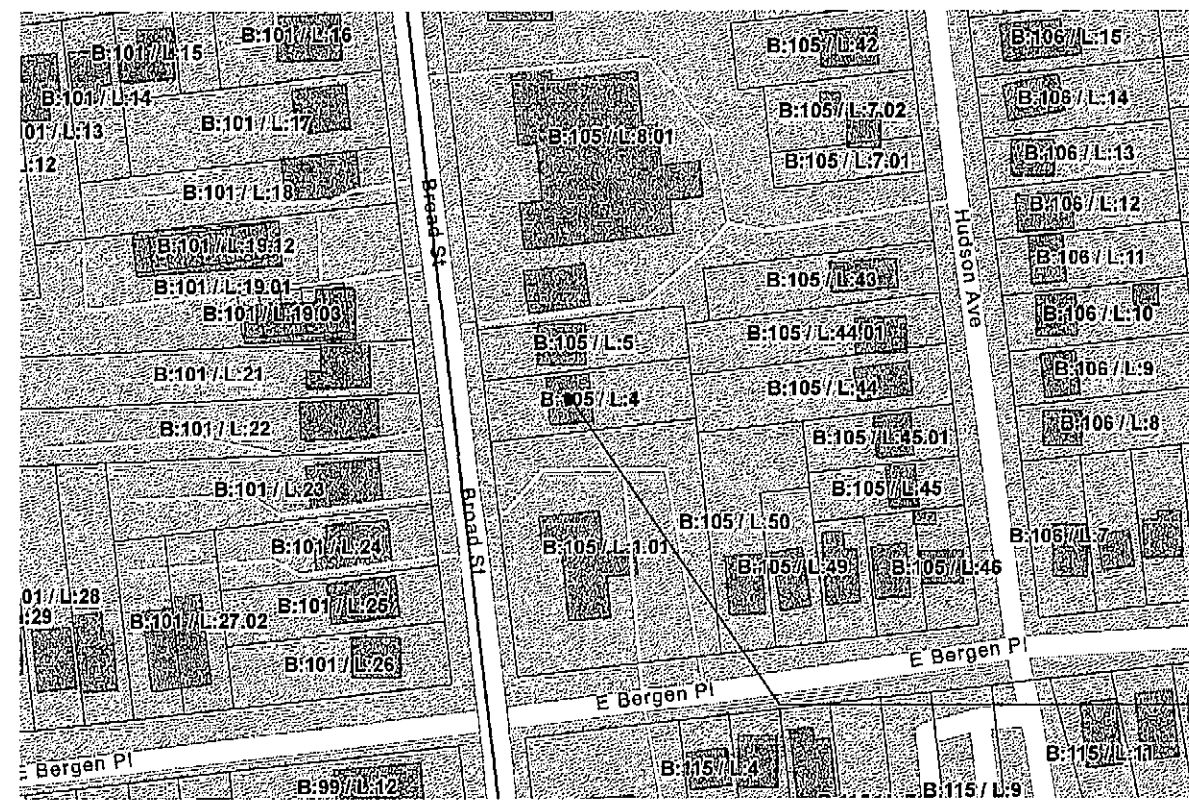 B:101 / L:16
B:101 / L:15
B:105 / L:42
B:106 / L:15
B:101 / L:14
B:105 / L:7.02
B:106 / L:14
01 / L:13
B:101 / L:17
B:105 / L:8.01
L:12
B:105 / L:7.01
B:106 / L:13
B:101 / L:18
B:106 / L:12
Broad St
Hudson Ave
B:101 / L:19.12
B:106 / L:11
B:101 / L:19.01
B:105 / L:43
B:101 / L:19.03
B:106 / L:10
B:105 / L:5
B:105 / L:44.01
B:101 / L:21
B:106 / L:9
B:105 / L:44
B:105 / L:4
B:101 / L:22
B:106 / L:8
B:105 / L:45.01
B:101 / L:23
B:105 / L:45
Broad St
B:105 / L:50
B:101 / L:24
B:105 / L:1.01
B:106 / L:7
B:105 / L:49
B:105 / L:46
01 / L:28
:29
B:101 / L:25
B:101 / L:27.02
B:101 / L:26
E Bergen Pl
E Bergen Pl
E Bergen Pl
B:115 / L:4
B:115 / L:11
B:99 / L:12
B:115 / L:9